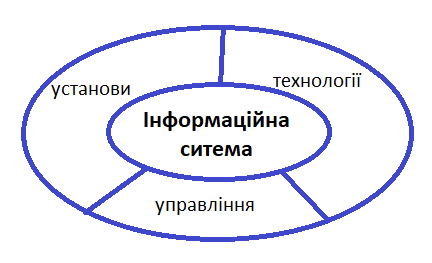 установи
технології
Інформаційна
ситема
управління